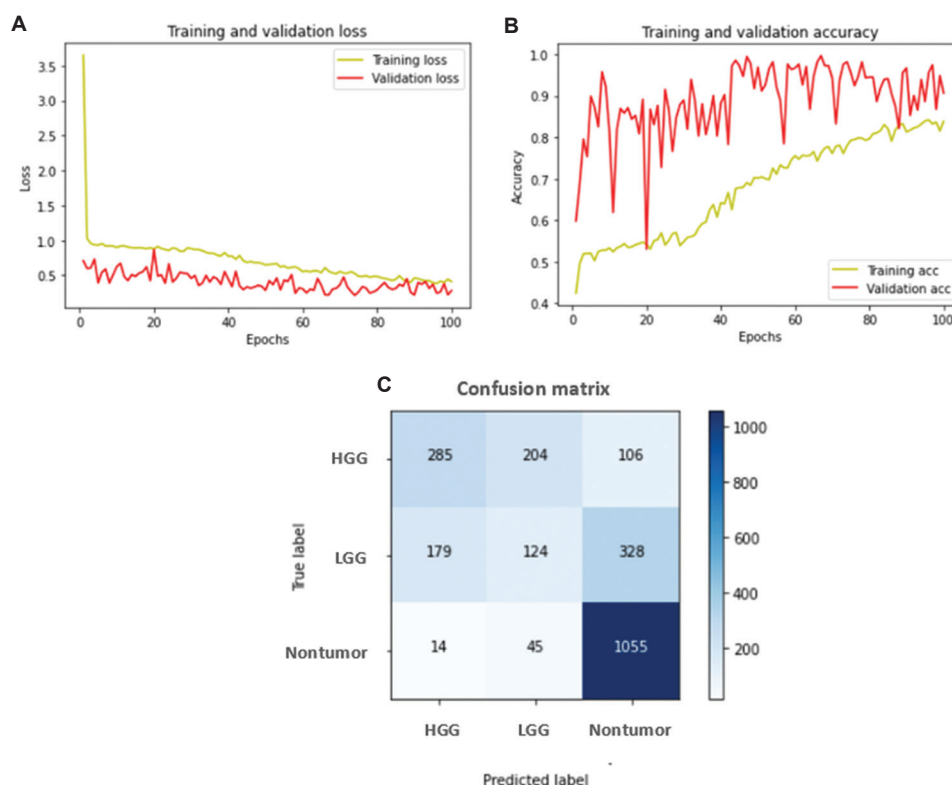 A
Training and validation loss
Training loss
Validation loss
3.5
3.0
2.5
2.0
1.5
1.0
0.5
Loss
0 20 40 60 80 100
Epochs
B
Training and validation accuracy
1.0
0.9
0.8
0.7
0.6
0.5
0.4
Accuracy
Training acc
Validation acc
0 20 40 60 80 100
Epochs
C
Confusion matrix
True label
HGG 285 204 106
LGG 179 124 328
Nontumor 14 45 1055
HGG LGG Nontumor
Predicted label
1000
800
600
400
200